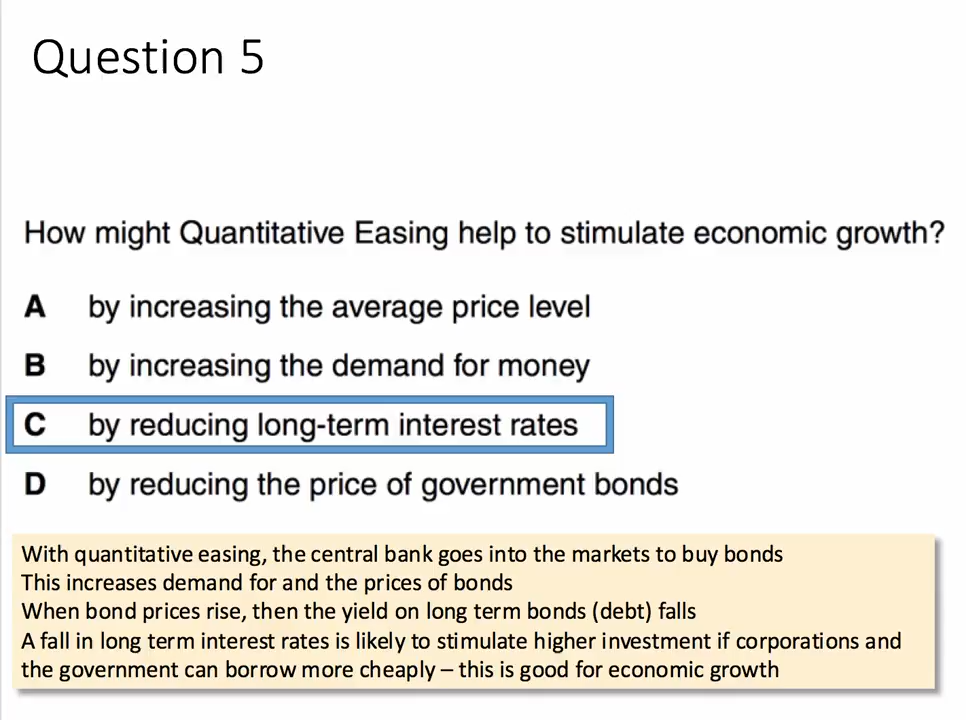 Question 5
How might Quantitative Easing help to stimulate economic growth?
A by increasing the average price level
B by increasing the demand for money
C by reducing long-term interest rates
D by reducing the price of government bonds
With quantitative easing, the central bank goes into the markets to buy bonds
This increases demand for and the prices of bonds
When bond prices rise, then the yield on long term bonds (debt) falls
A fall in long term interest rates is likely to stimulate higher investment if corporations and
the government can borrow more cheaply – this is good for economic growth